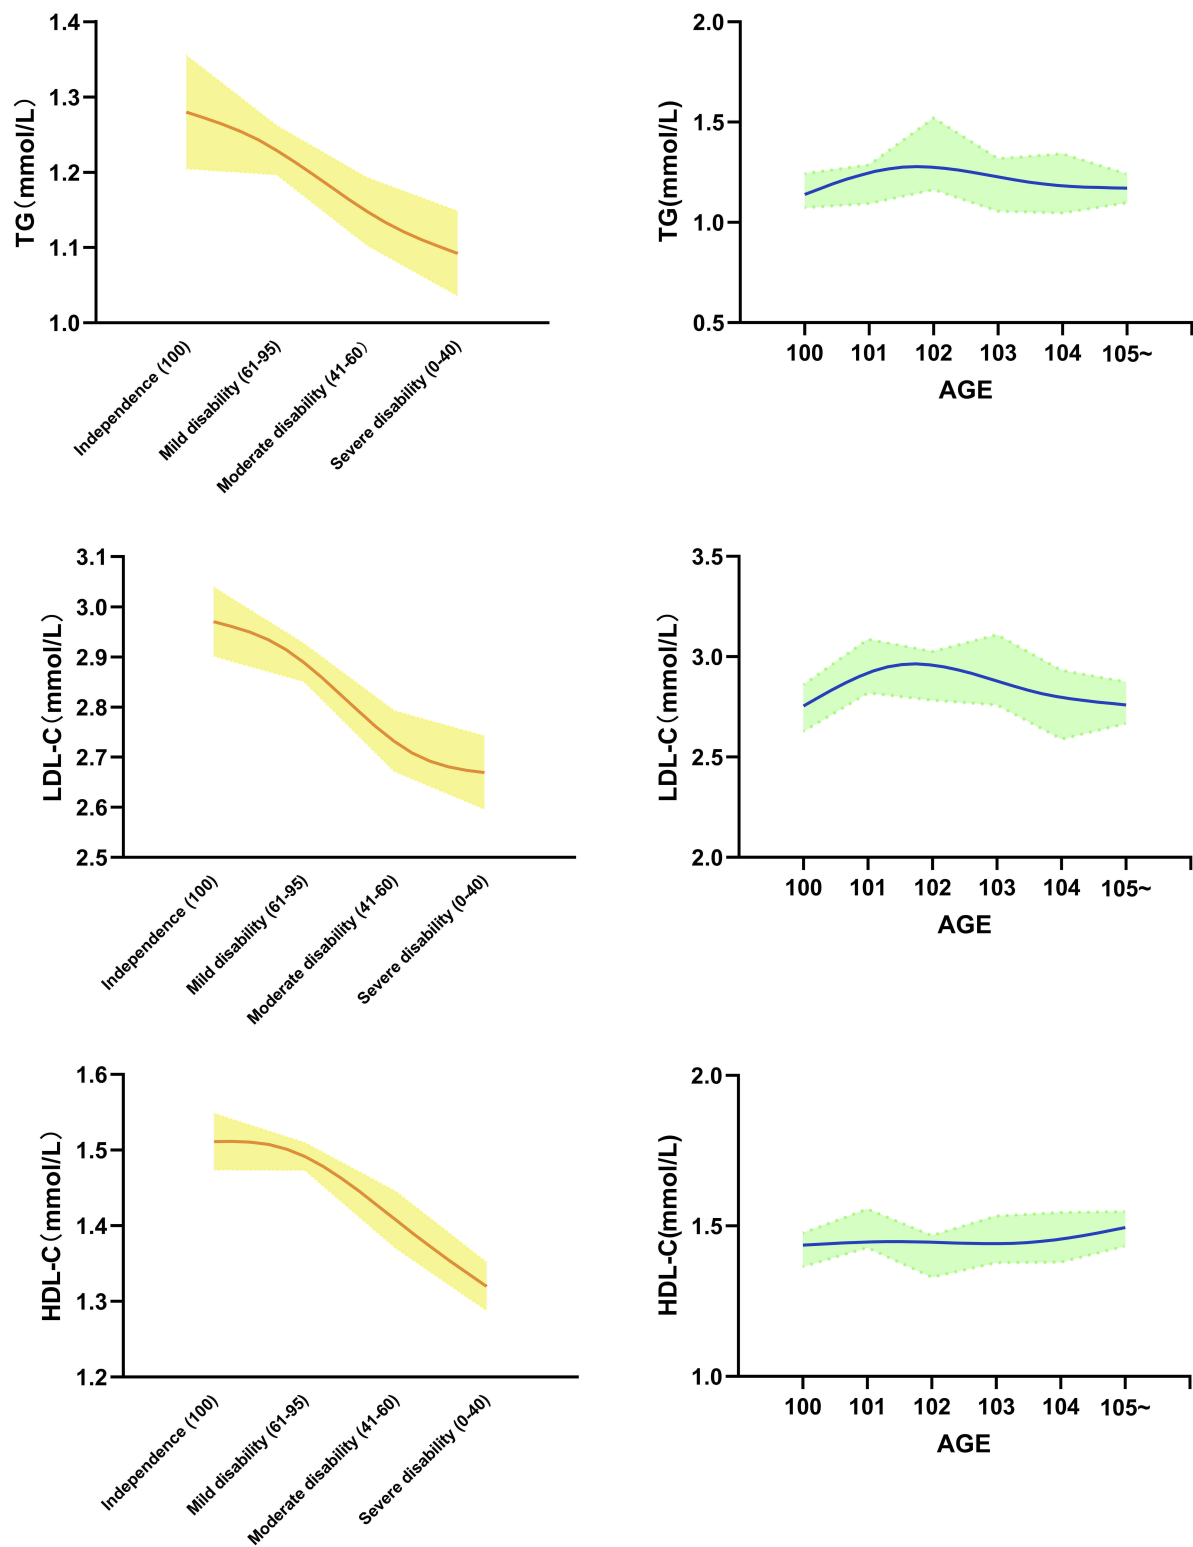 TG（mmol/L）
1.4
1.3
1.2
1.1
1.0
Independence (100)
Mild disability (61-95)
Moderate disability (41-60）
Severe disability (0-40)
TG(mmol/L)
2.0
1.5
1.0
0.5
100 101 102 103 104 105~
AGE
LDL-C（mmol/L）
3.1
3.0
2.9
2.8
2.7
2.6
2.5
Independence (100)
Mild disability (61-95)
Moderate disability (41-60)
Severe disability (0-40)
LDL-C（mmol/L）
3.5
3.0
2.5
2.0
100 101 102 103 104 105~
AGE
HDL-C（mmol/L）
1.6
1.5
1.4
1.3
1.2
Independence (100)
Mild disability (61-95)
Moderate disability (41-60)
Severe disability (0-40)
HDL-C(mmol/L)
2.0
1.5
1.0
100 101 102 103 104 105~
AGE